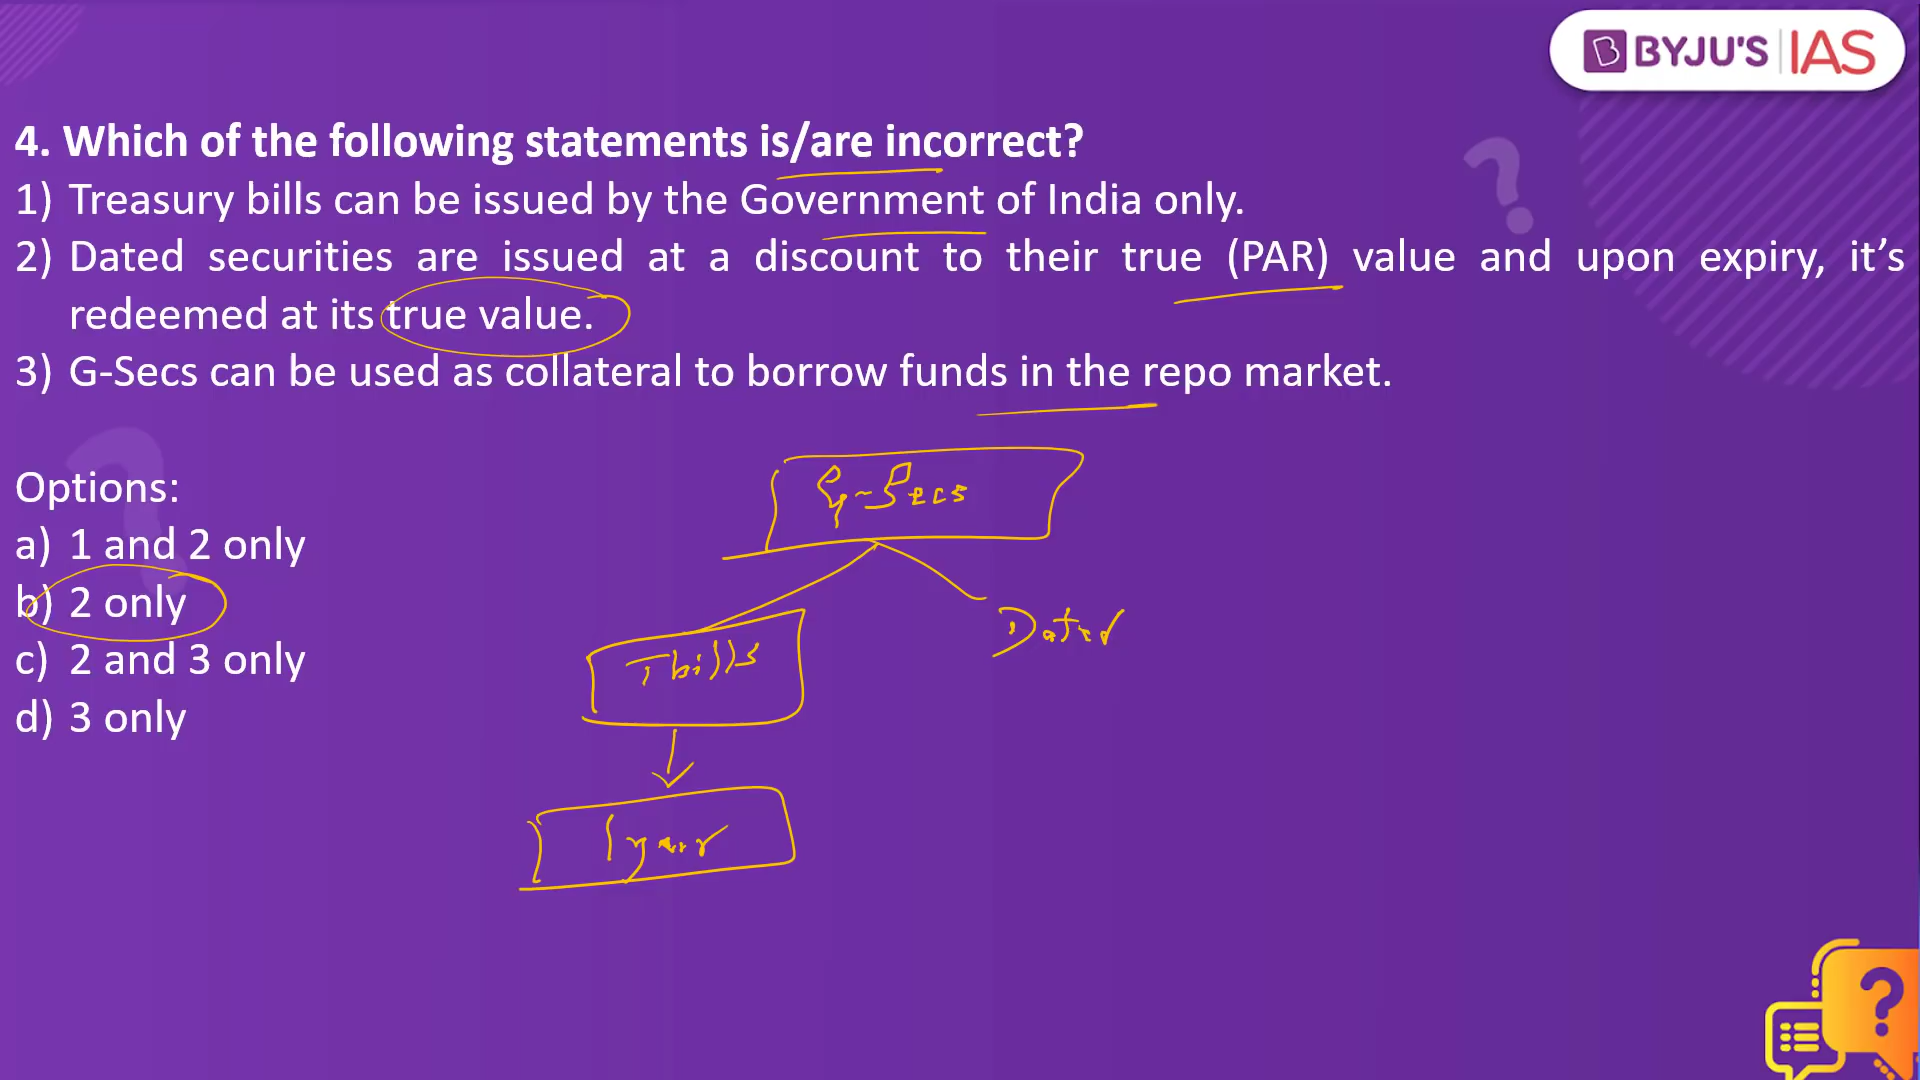 BYJU'S IAS
4. Which of the following statements is/are incorrect?
1) Treasury bills can be issued by the Government of India only.
2) Dated securities are issued at a discount to their true (PAR) value and upon expiry, it’s
redeemed at its true value.
3) G-Secs can be used as collateral to borrow funds in the repo market.
Options:
a) 1 and 2 only
b) 2 only
c) 2 and 3 only
d) 3 only
G-Secs
Tbills
Dated
1 year